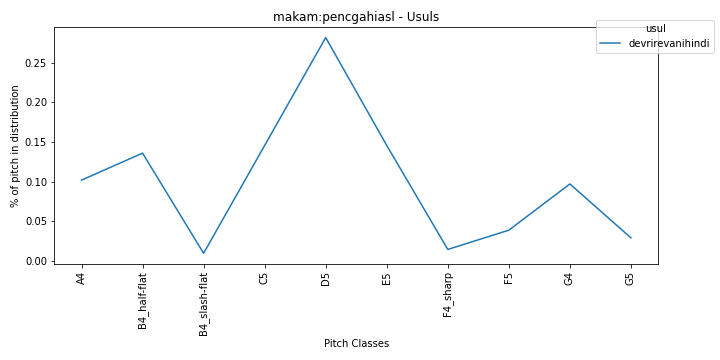 makam:pencgahiasl - Usuls
usul
devrirevanihindi
% of pitch in distribution
0.25
0.20
0.15
0.10
0.05
0.00
A4
B4_half-flat
B4_slash-flat
C5
D5
E5
F4_sharp
F5
G4
G5
Pitch Classes